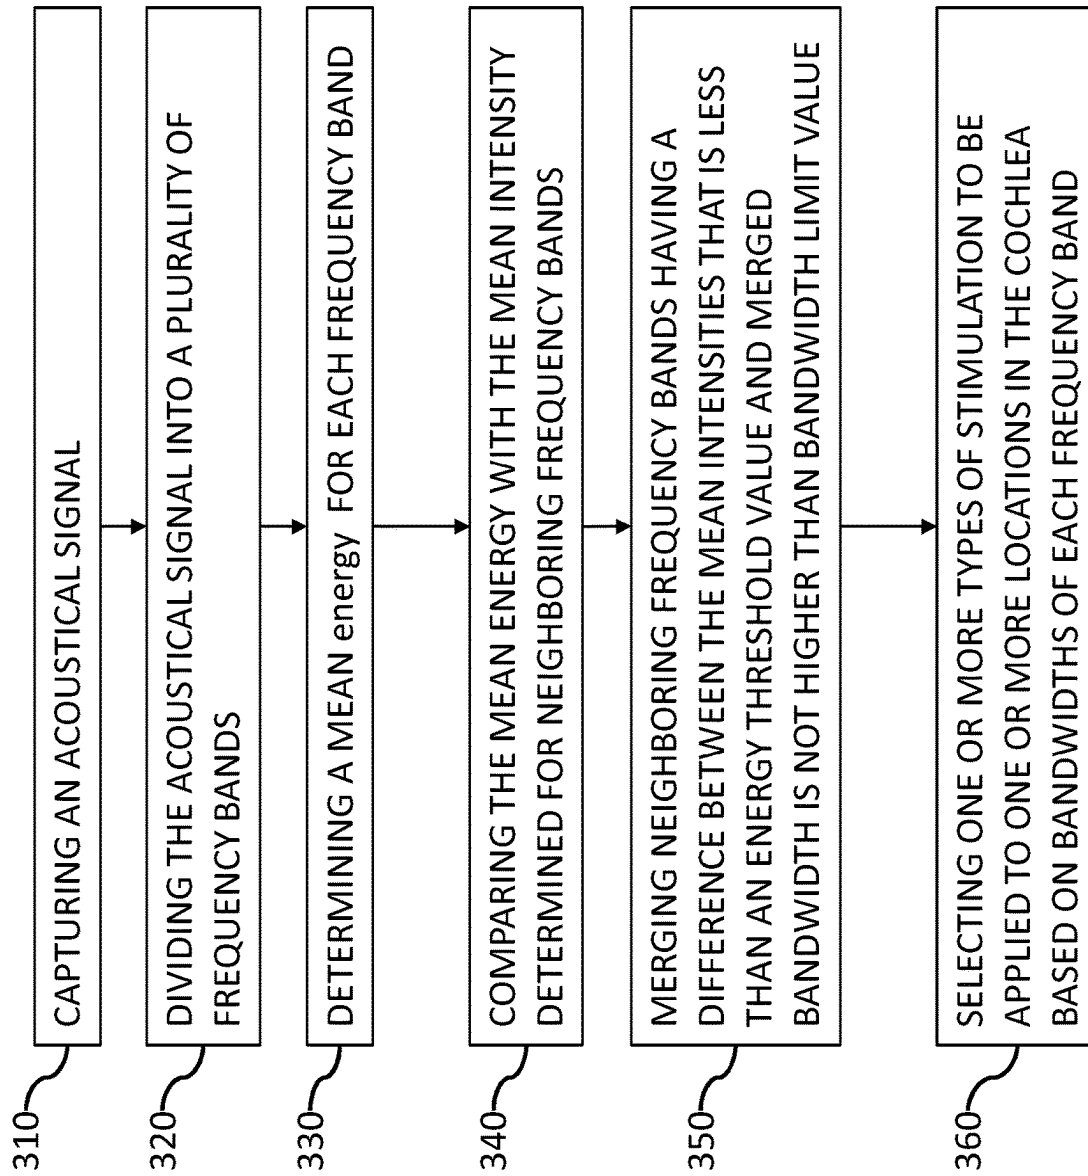 310
CAPTURING AN ACOUSTICAL SIGNAL
320
DIVIDING THE ACOUSTICAL SIGNAL INTO A PLURALITY OF
FREQUENCY BANDS
330
DETERMINING A MEAN energy FOR EACH FREQUENCY BAND
340
COMPARING THE MEAN ENERGY WITH THE MEAN INTENSITY
DETERMINED FOR NEIGHBORING FREQUENCY BANDS
350
MERGING NEIGHBORING FREQUENCY BANDS HAVING A
DIFFERENCE BETWEEN THE MEAN INTENSITIES THAT IS LESS
THAN AN ENERGY THRESHOLD VALUE AND MERGED
BANDWIDTH IS NOT HIGHER THAN BANDWIDTH LIMIT VALUE
360
SELECTING ONE OR MORE TYPES OF STIMULATION TO BE
APPLIED TO ONE OR MORE LOCATIONS IN THE COCHLEA
BASED ON BANDWIDTHS OF EACH FREQUENCY BAND